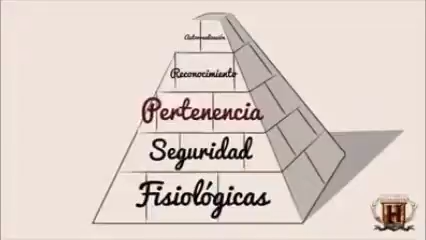 Autorrealización
Reconocimiento
Pertenencia
Seguridad
Fisiológicas
H